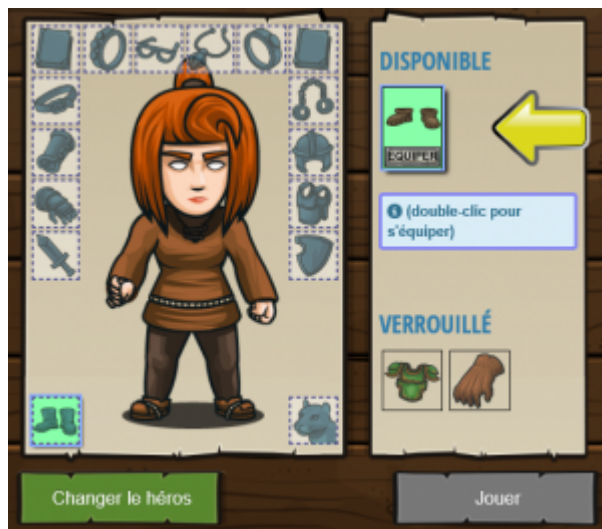 DISPONIBLE
EQUIPER
(double-clic pour
s'équiper)
VERROUILLÉ
Changer le héros
Jouer